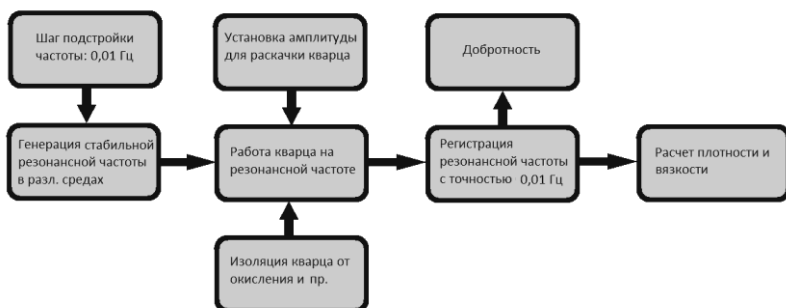 Шаг подстройки
частоты: 0,01 Гц
Установка амплитуды
для раскачки кварца
Добротность
Генерация стабильной
резонансной частоты
в разл. средах
Работа кварца на
резонансной частоте
Регистрация
резонансной частоты
с точностью 0,01 Гц
Расчет плотности и
вязкости
Изоляция кварца от
окисления и пр.